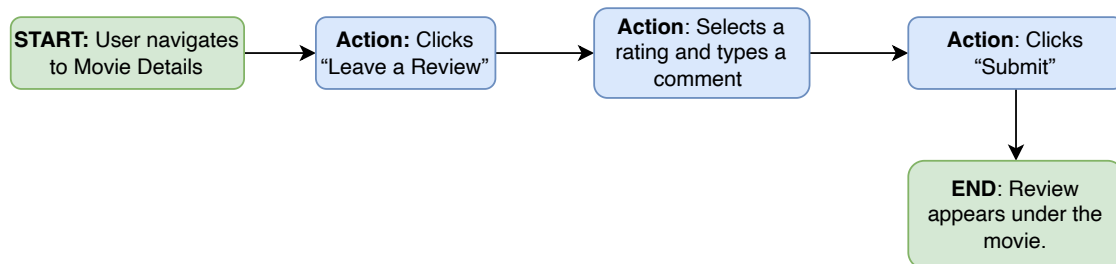 START: User navigates
to Movie Details
Action: Clicks
“Leave a Review”
Action: Selects a
rating and types a
comment
Action: Clicks
“Submit”
END: Review
appears under the
movie.